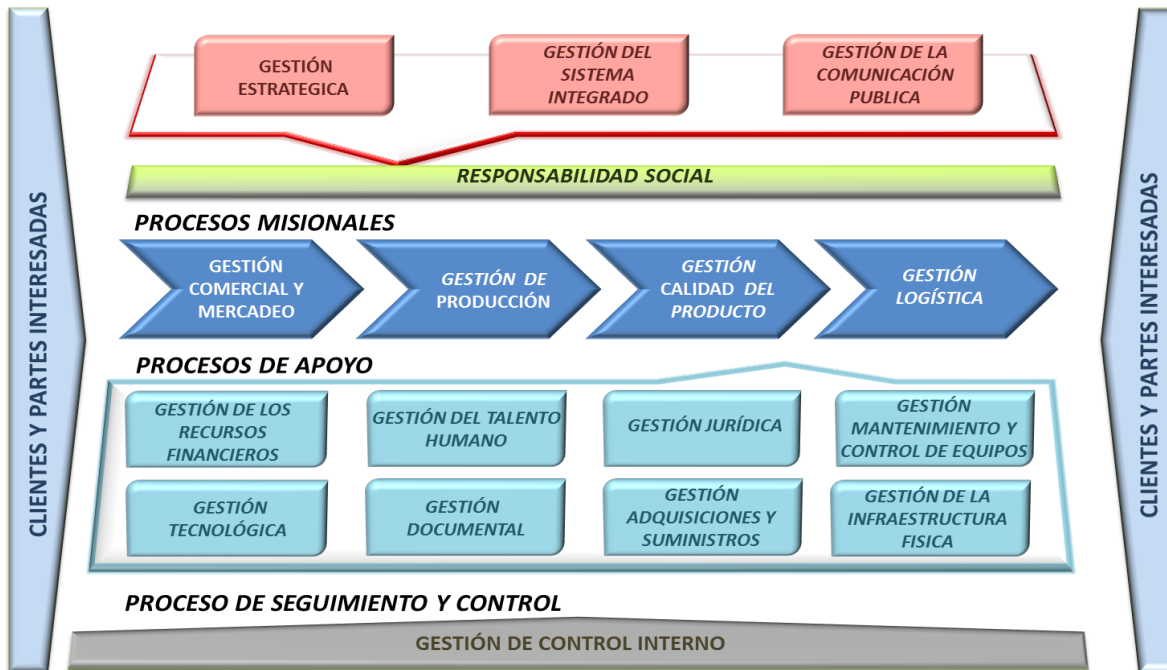 CLIENTES Y PARTES INTERESADAS
GESTIÓN
ESTRATEGICA
GESTIÓN DEL
SISTEMA
INTEGRADO
GESTIÓN DE LA
COMUNICACIÓN
PUBLICA
RESPONSABILIDAD SOCIAL
PROCESOS MISIONALES
GESTIÓN
COMERCIAL Y
MERCADEO
GESTIÓN DE
PRODUCCIÓN
GESTIÓN
CALIDAD DEL
PRODUCTO
GESTIÓN
LOGÍSTICA
PROCESOS DE APOYO
GESTIÓN DE LOS
RECURSOS
FINANCIEROS
GESTIÓN DEL TALENTO
HUMANO
GESTIÓN JURÍDICA
GESTIÓN
MANTENIMIENTO Y
CONTROL DE EQUIPOS
GESTIÓN
TECNOLÓGICA
GESTIÓN
DOCUMENTAL
GESTIÓN
ADQUISICIONES Y
SUMINISTROS
GESTIÓN DE LA
INFRAESTRUCTURA
FISICA
PROCESO DE SEGUIMIENTO Y CONTROL
GESTIÓN DE CONTROL INTERNO
CLIENTES Y PARTES INTERESADAS